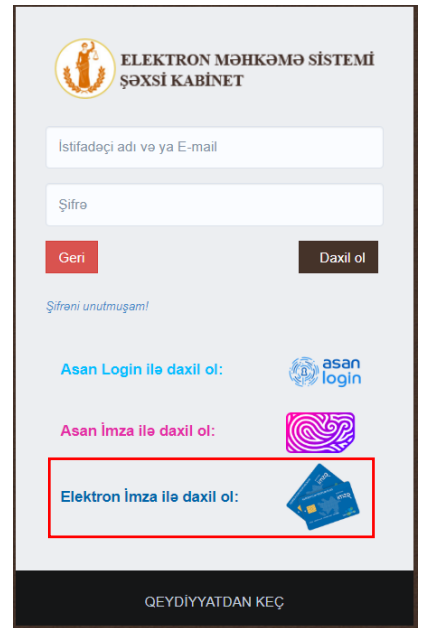 ELEKTRON MƏHKƏMƏ SİSTEMİ
ŞƏXSİ KABİNET
İstifadəçi adı və ya E-mail
Şifrə
Geri
Daxil ol
Şifrəni unutmuşam!
Asan Login ilə daxil ol:
asan
login
Asan İmza ilə daxil ol:
Elektron İmza ilə daxil ol:
QEYDİYYATDAN KEÇ